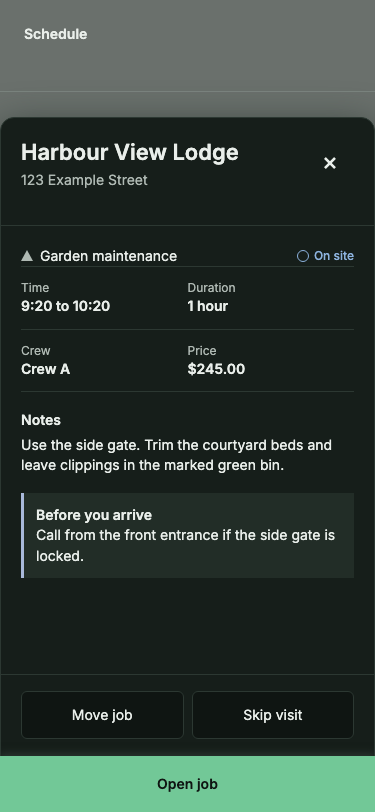 Schedule
Harbour View Lodge
123 Example Street
Garden maintenance
On site
Time
Duration
9:20 to 10:20
1 hour
Crew
Price
Crew A
$245.00
Notes
Use the side gate. Trim the courtyard beds and
leave clippings in the marked green bin.
Before you arrive
Call from the front entrance if the side gate is
locked.
Move job
Skip visit
Open job